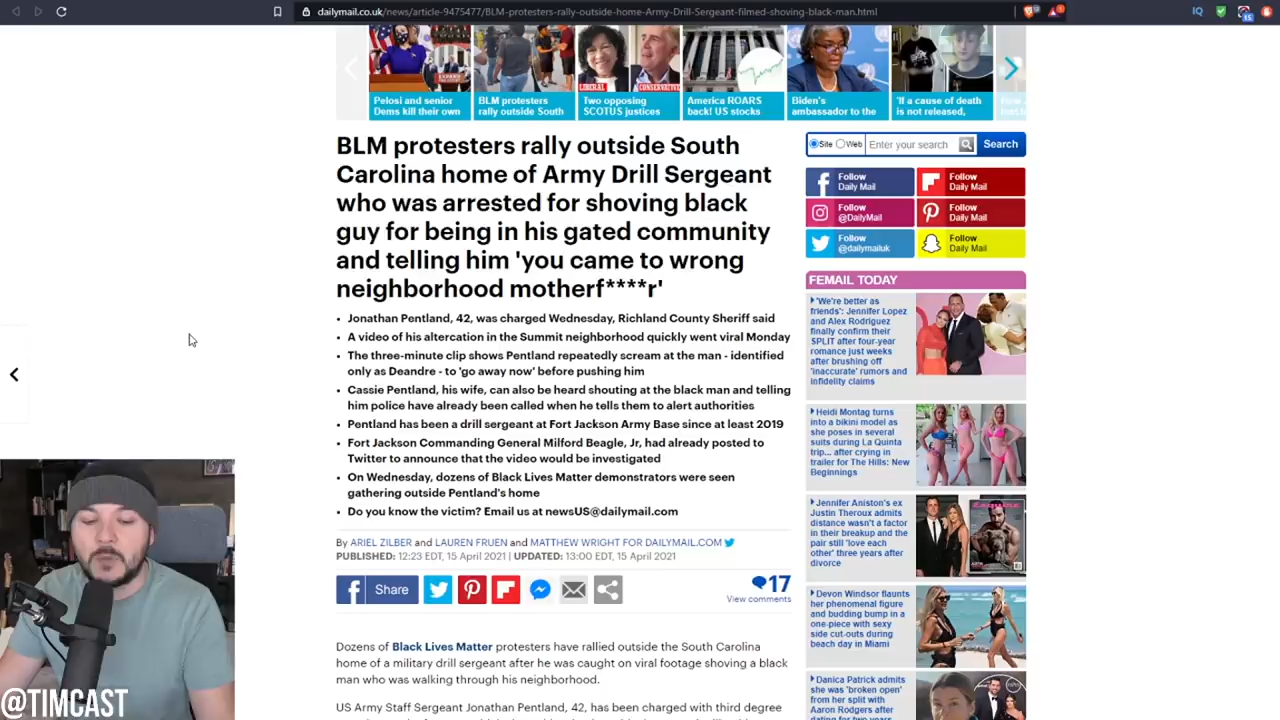 dailymail.co.uk/news/article-9475477/BLM-protesters-rally-outside-home-Army-Drill-Sergeant-filmed-shoving-black-man.html
IQ
15
LIBERAL
CONSERVATIVE
Pelosi and senior
Dems kill their own
BLM protesters
rally outside South
Two opposing
SCOTUS justices
America ROARS
back! US stocks
Biden's
ambassador to the
'If a cause of death
is not released,
BLM protesters rally outside South
Carolina home of Army Drill Sergeant
who was arrested for shoving black
guy for being in his gated community
and telling him 'you came to wrong
neighborhood motherf****r'
• Jonathan Pentland, 42, was charged Wednesday, Richland County Sheriff said
• A video of his altercation in the Summit neighborhood quickly went viral Monday
• The three-minute clip shows Pentland repeatedly scream at the man - identified
only as Deandre - to 'go away now' before pushing him
• Cassie Pentland, his wife, can also be heard shouting at the black man and telling
him police have already been called when he tells them to alert authorities
• Pentland has been a drill sergeant at Fort Jackson Army Base since at least 2019
• Fort Jackson Commanding General Milford Beagle, Jr, had already posted to
Twitter to announce that the video would be investigated
• On Wednesday, dozens of Black Lives Matter demonstrators were seen
gathering outside Pentland's home
• Do you know the victim? Email us at newsUS@dailymail.com
By ARIEL ZILBER and LAUREN FRUEN and MATTHEW WRIGHT FOR DAILYMAIL.COM
PUBLISHED: 12:23 EDT, 15 April 2021 | UPDATED: 13:00 EDT, 15 April 2021
Share
17
View comments
Dozens of Black Lives Matter protesters have rallied outside the South Carolina
home of a military drill sergeant after he was caught on viral footage shoving a black
man who was walking through his neighborhood.
US Army Staff Sergeant Jonathan Pentland, 42, has been charged with third degree
Site Web Enter your search Search
Follow
Daily Mail
Follow
Daily Mail
Follow
@DailyMail
Follow
Daily Mail
Follow
@dailymailuk
Follow
Daily Mail
FEMAIL TODAY
'We're better as
friends': Jennifer Lopez
and Alex Rodriguez
finally confirm their
SPLIT after four-year
romance just weeks
after brushing off
'inaccurate' rumors and
infidelity claims
Heidi Montag turns
into a bikini model as
she poses in several
suits during La Quinta
trip... after crying in
trailer for The Hills: New
Beginnings
Jennifer Aniston's ex
Justin Theroux admits
distance wasn't a factor
in their breakup and the
pair still 'love each
other' three years after
divorce
Devon Windsor flaunts
her phenomenal figure
and budding bump in a
one-piece with sexy
side cut-outs during
beach day in Miami
Danica Patrick admits
she was 'broken open'
from her split with
Aaron Rodgers after
dating for two years
@TIMCAST